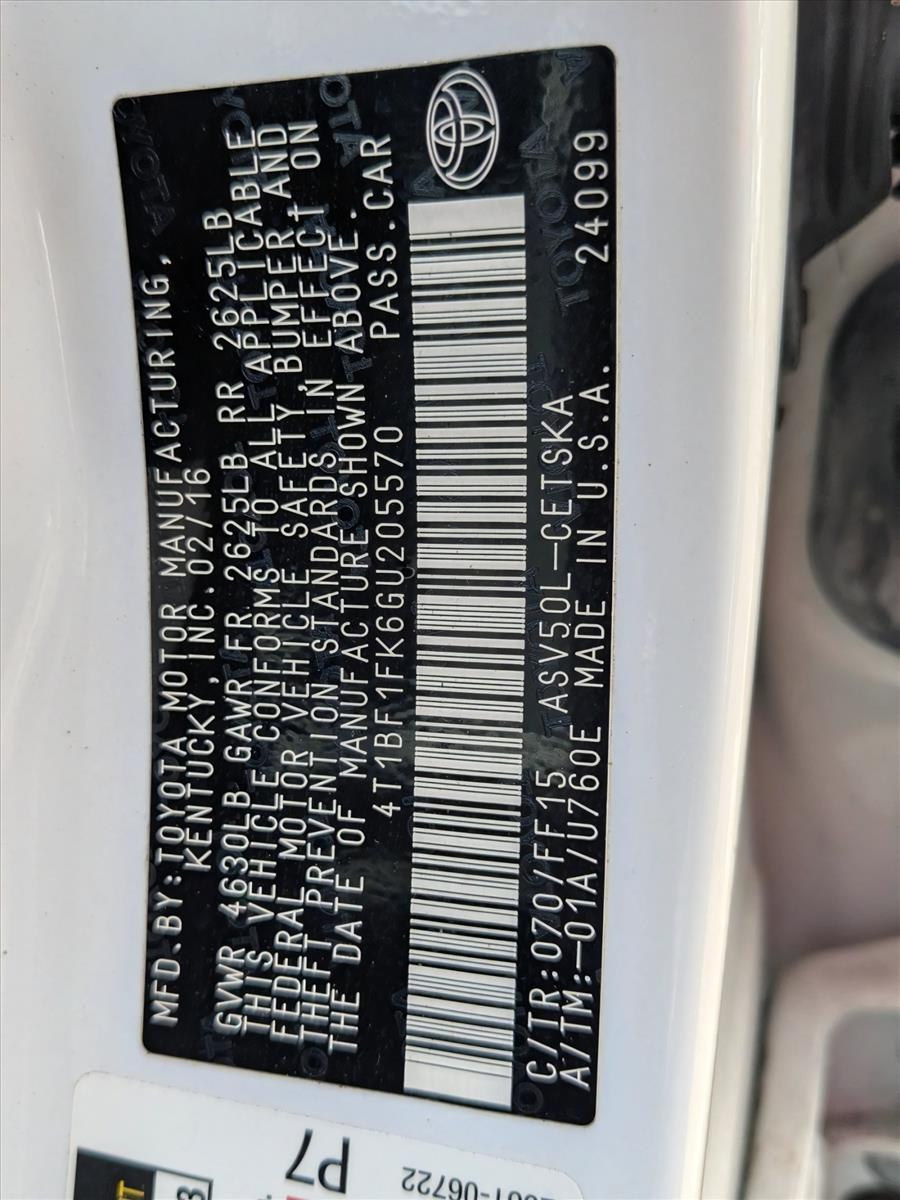 MFD.BY:TOYOTA MOTOR MANUFACTURING,
KENTUCKY,INC.02/16
GVWR 4630LB GAWR FR 2625LB RR 2625LB
THIS VEHICLE CONFORMS TO ALL APPLICABLE
FEDERAL MOTOR VEHICLE SAFETY,BUMPER AND
THEFT PREVENTION STANDARDS IN EFFECT ON
THE DATE OF MANUFACTURE SHOWN ABOVE.
4T1BF1FK6GU205570 PASS.CAR
C/TR:070/FF15 ASV50L-CETSKA
A/TM:-01A/U760E MADE IN U.S.A. 24099
TOYOTA
P7
-06722